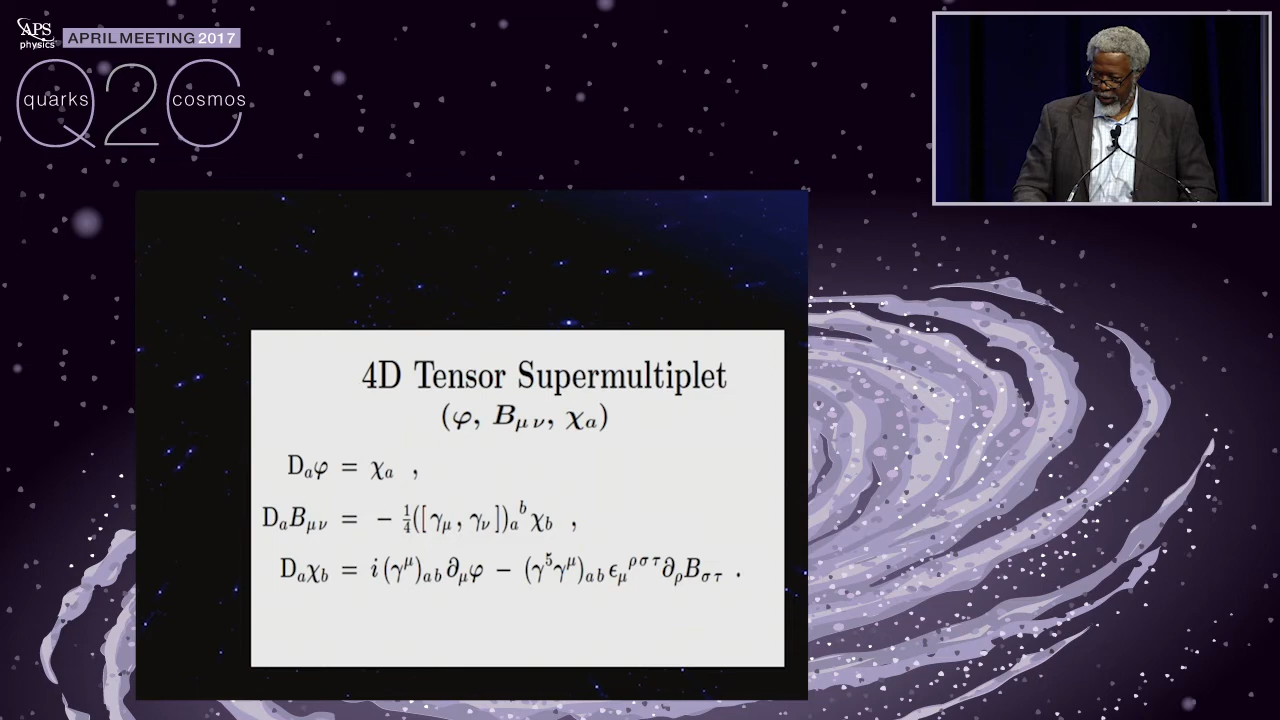 APS
physics
APRIL MEETING 2017
Q2C
quarks cosmos
4D Tensor Supermultiplet
(φ, B_{μν}, χ_a)
D_aφ = χ_a ,
D_aB_{μν} = − 1/4([γ_μ, γ_ν])_a^b χ_b ,
D_aχ_b = i(γ^μ)_{ab}∂_μφ − (γ^5γ^μ)_{ab}ϵ_μ^{ρστ}∂_ρB_{στ} .